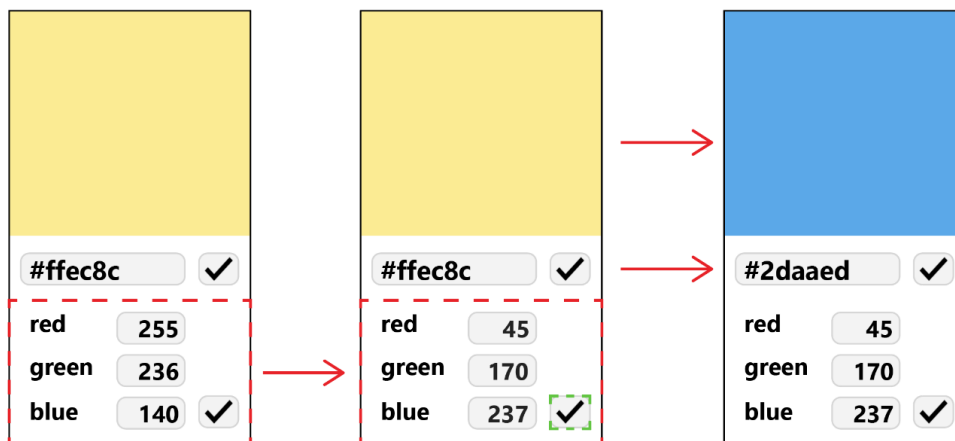 #ffec8c
red 255
green 236
blue 140
#ffec8c
red 45
green 170
blue 237
#2daaed
red 45
green 170
blue 237